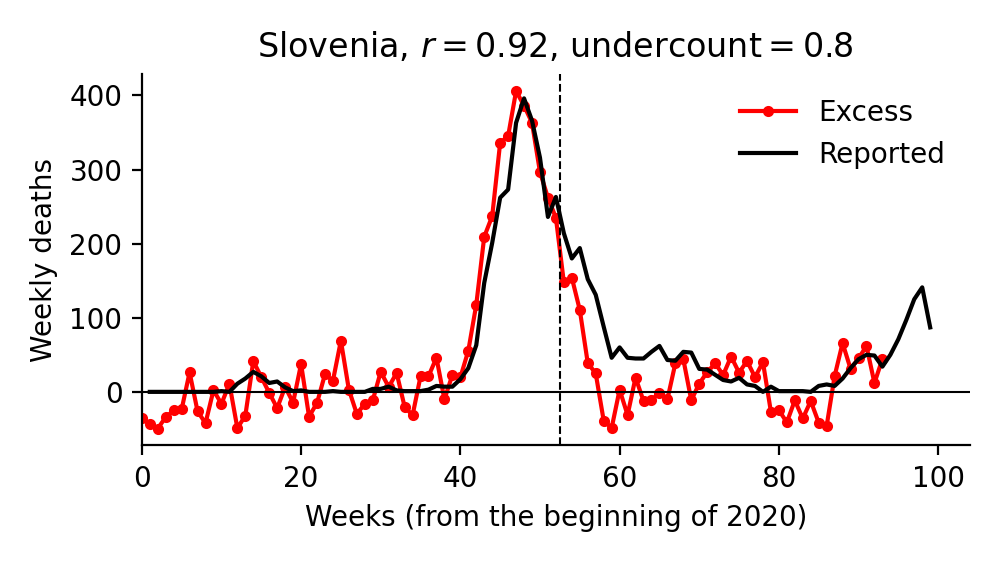 Slovenia, r = 0.92, undercount = 0.8
Excess
Reported
Weekly deaths
400
300
200
100
0
0 20 40 60 80 100
Weeks (from the beginning of 2020)